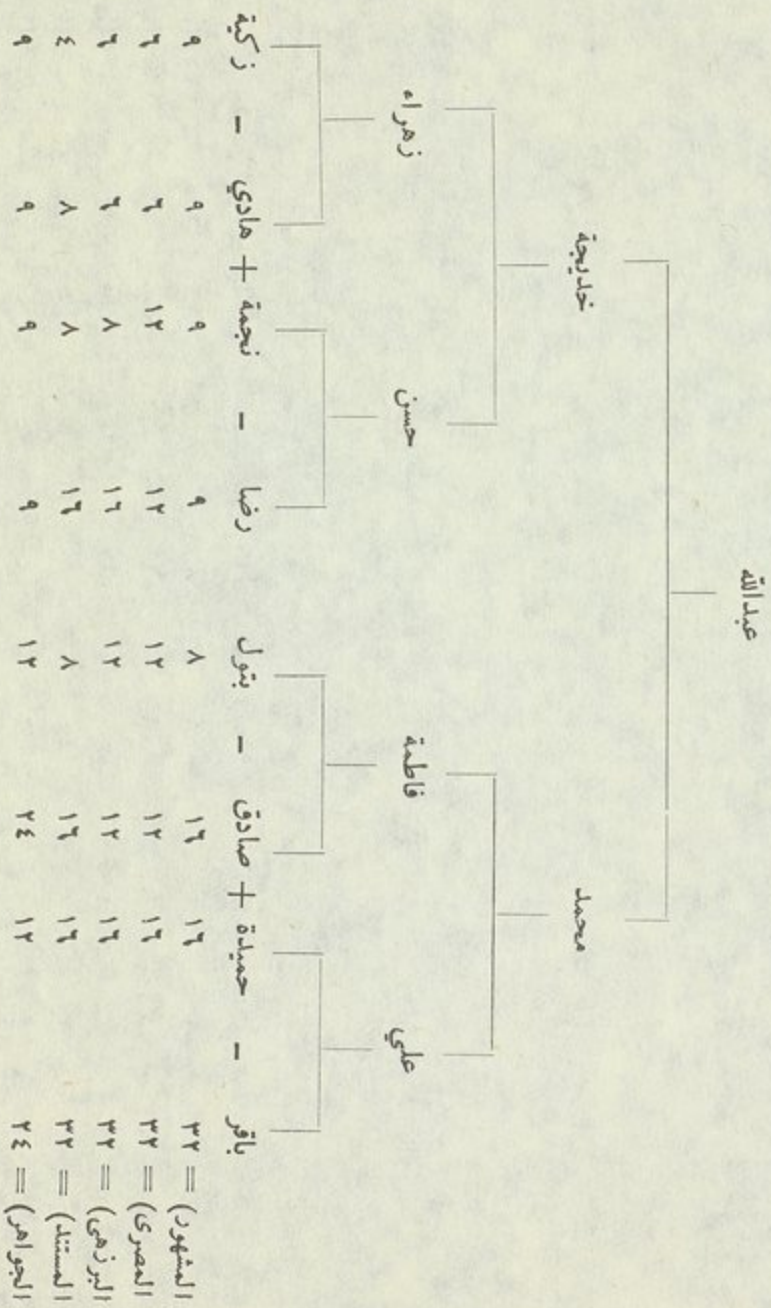 عبدالله
محمد خديجة
علي فاطمة حسن زهراء
باقر - حميدة + صادق - بتول رضا - نجمة + هادي - زكية
المشهور) = ٣٢ ١٦ ١٦ ٨ ٩ ٩ ٩ ٩
المصرى) = ٣٢ ١٦ ١٢ ١٢ ١٢ ١٢ ٦ ٦
البرزهى) = ٣٢ ١٦ ١٢ ١٢ ١٦ ٨ ٦ ٦
المستند) = ٣٢ ١٦ ١٦ ٨ ١٦ ٨ ٨ ٤
الجواهر) = ٢٤ ١٢ ٢٤ ١٢ ٩ ٩ ٩ ٩